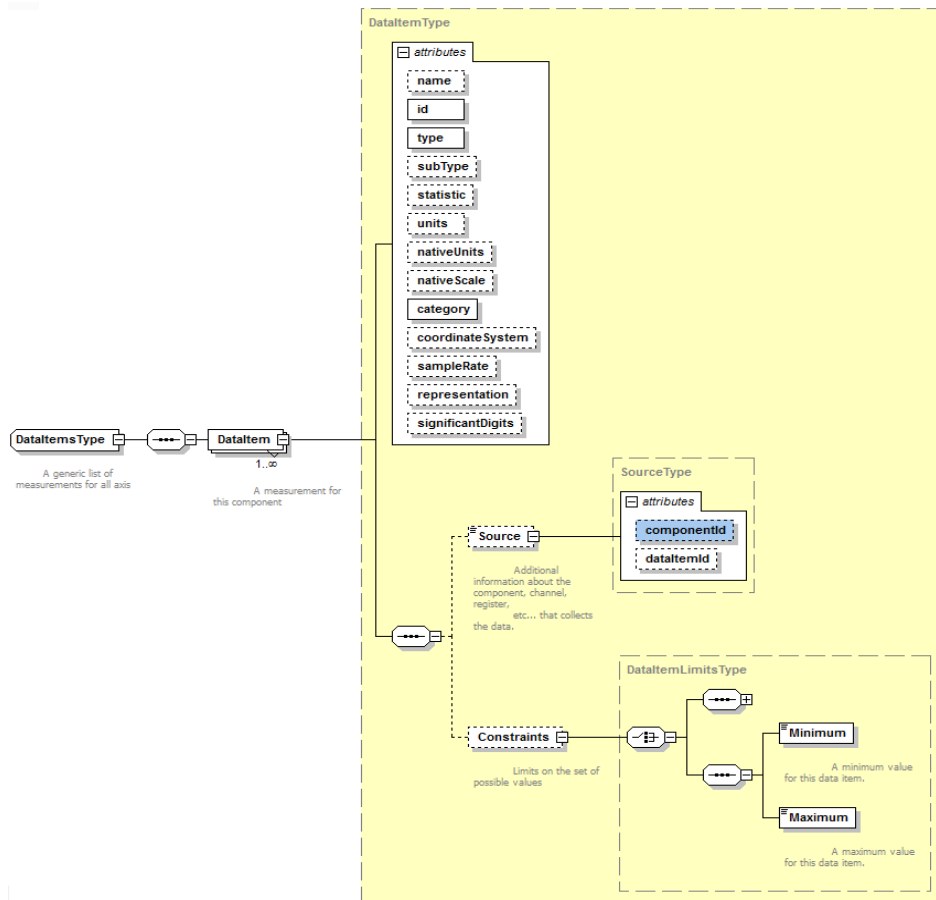 DataItemType
attributes
name
id
type
subType
statistic
units
nativeUnits
nativeScale
category
coordinateSystem
sampleRate
representation
significantDigits
DataItemsType
A generic list of
measurements for all axis
DataItem
1..∞
A measurement for
this component
SourceType
attributes
componentId
dataItemId
Source
Additional
information about the
component, channel,
register,
etc... that collects
the data.
DataItemLimitsType
Constraints
Limits on the set of
possible values
Minimum
A minimum value
for this data item.
Maximum
A maximum value
for this data item.